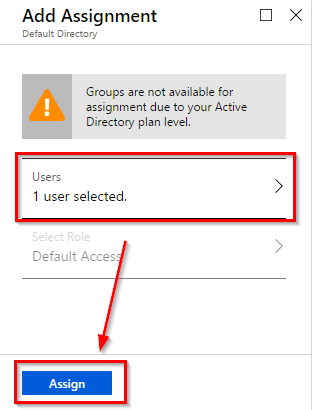 Add Assignment
Default Directory
Groups are not available for
assignment due to your Active
Directory plan level.
Users
1 user selected.
Select Role
Default Access
Assign